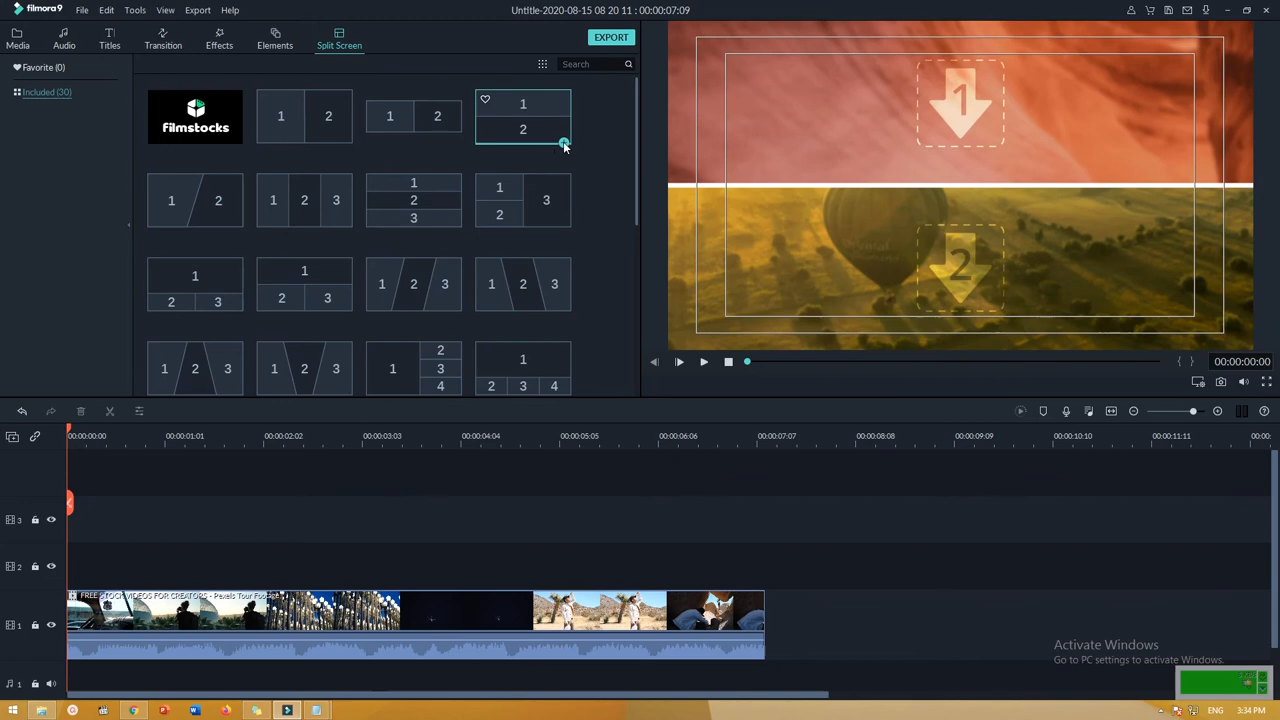 filmora9 File Edit Tools View Export Help
Untitle-2020-08-15 08 20 11 : 00:00:07:09
Media Audio Titles Transition Effects Elements Split Screen
EXPORT
Favorite (0)
Included (30)
Search
filmstocks
1 2
1 2
1
2
1 2
1 2 3
1
2
3
1
2
3
1
2 3
1
2 3
1 2 3
1 2 3
1 2 3
1 2 3
1
2
3
4
1
2 3 4
1
2
00:00:00:00
00:00:00:00 00:00:01:01 00:00:02:02 00:00:03:03 00:00:04:04 00:00:05:05 00:00:06:06 00:00:07:07 00:00:08:08 00:00:09:09 00:00:10:10 00:00:11:11 00:00:
3
2
FREE STOCK VIDEOS FOR CREATORS - Pexels Tour Footage
1
1
Activate Windows
Go to PC settings to activate Windows.
ENG 3:34 PM